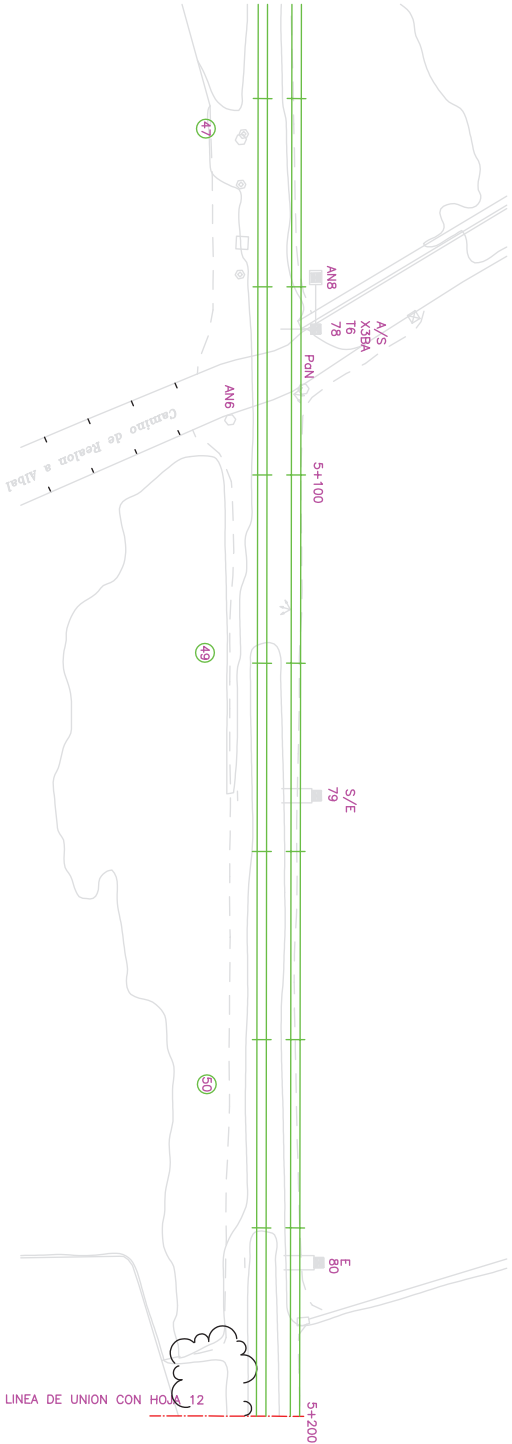 47
AN8
A/S
X3BA
T6
78
PaN
AN6
Camino de Realon a Albal
5+100
49
S/E
79
50
E
80
LINEA DE UNION CON HOJA 12
5+200